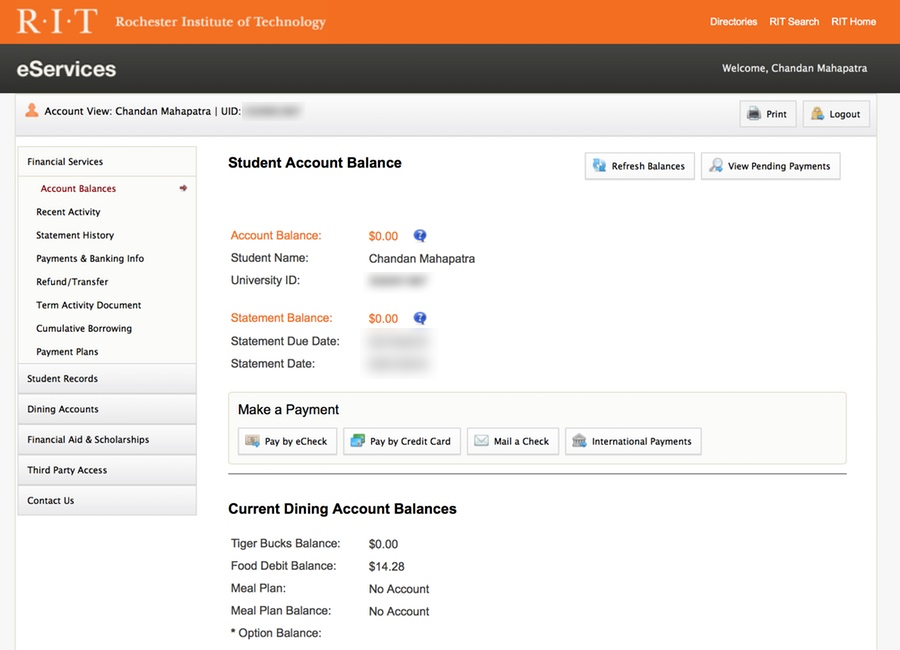 R·I·T Rochester Institute of Technology Directories RIT Search RIT Home
eServices Welcome, Chandan Mahapatra
Account View: Chandan Mahapatra | UID: Print Logout
Financial Services
Account Balances
Recent Activity
Statement History
Payments & Banking Info
Refund/Transfer
Term Activity Document
Cumulative Borrowing
Payment Plans
Student Records
Dining Accounts
Financial Aid & Scholarships
Third Party Access
Contact Us
Student Account Balance Refresh Balances View Pending Payments
Account Balance: $0.00 ?
Student Name: Chandan Mahapatra
University ID:
Statement Balance: $0.00 ?
Statement Due Date:
Statement Date:
Make a Payment
Pay by eCheck Pay by Credit Card Mail a Check International Payments
Current Dining Account Balances
Tiger Bucks Balance: $0.00
Food Debit Balance: $14.28
Meal Plan: No Account
Meal Plan Balance: No Account
* Option Balance: